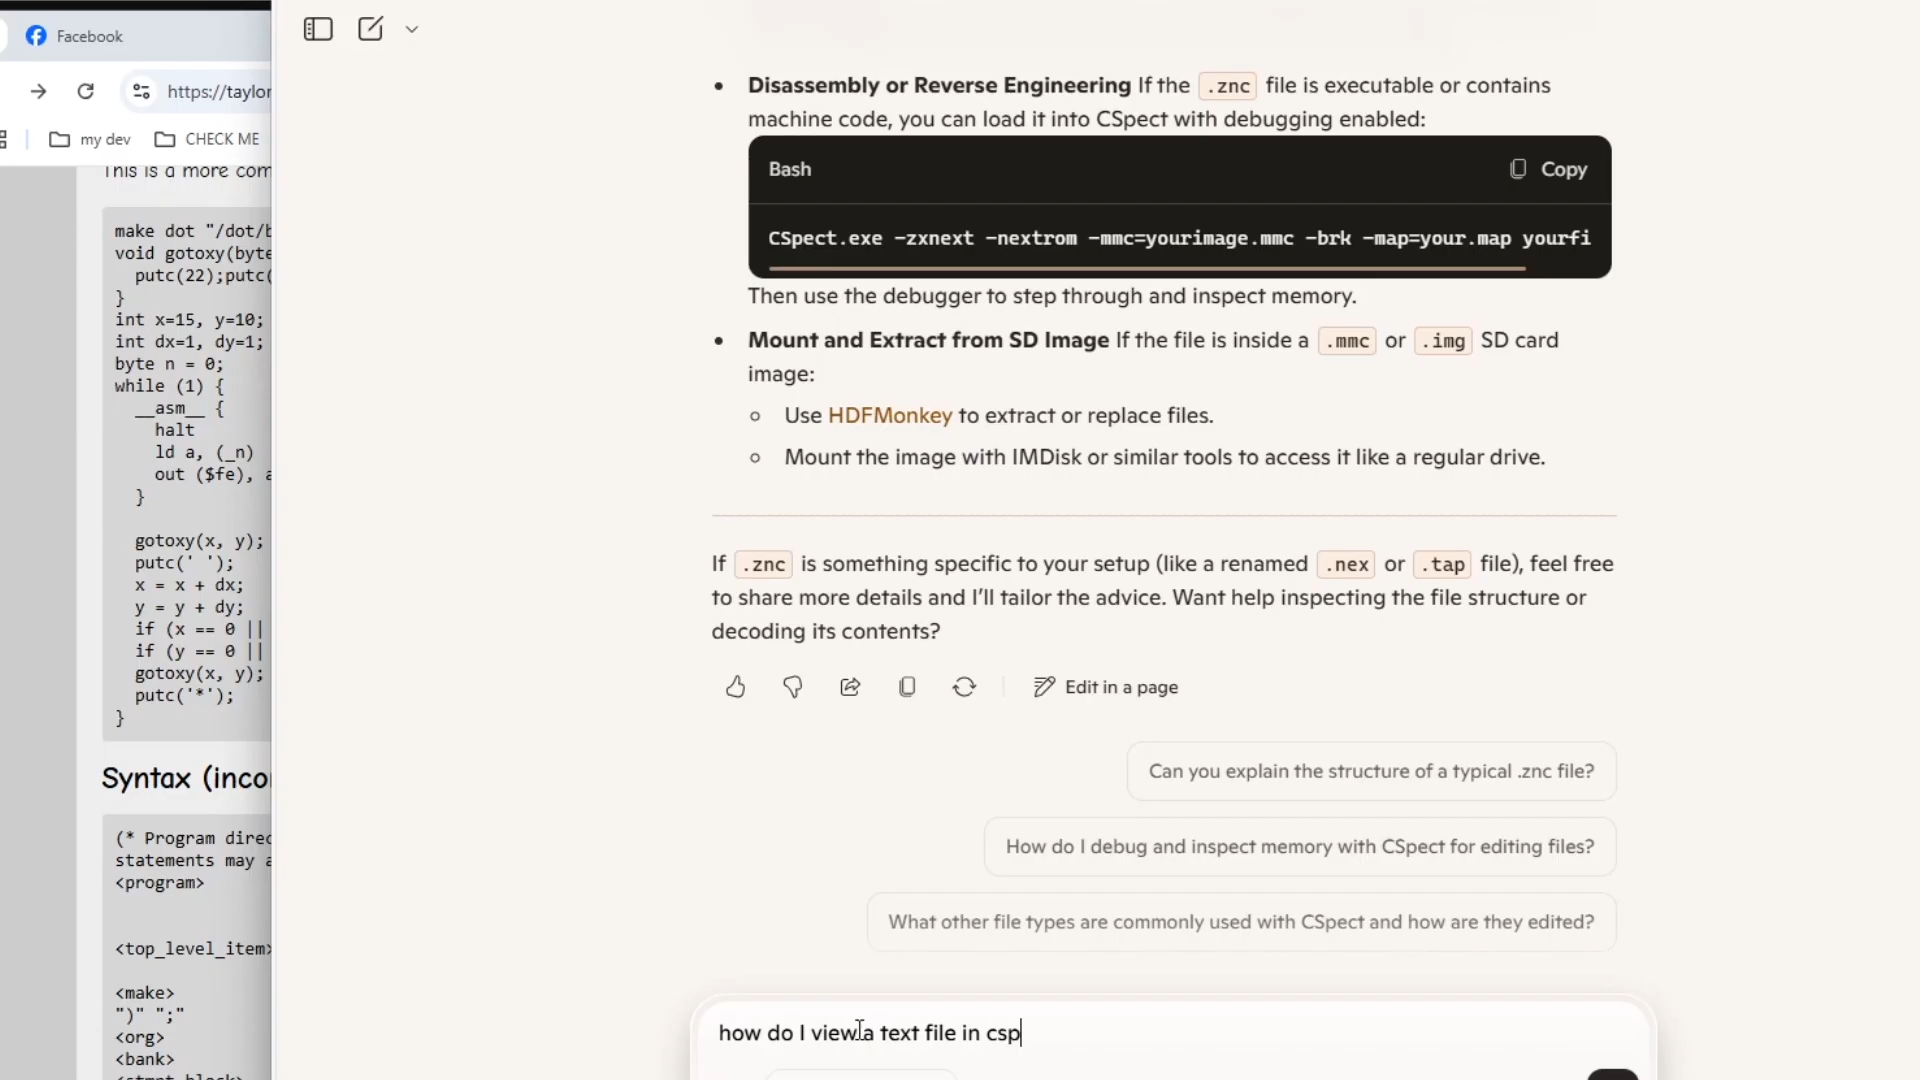 Facebook
https://taylor
my dev
CHECK ME
This is a more com
make dot "/dot/b
void gotoxy(byte
putc(22);putc(
}
int x=15, y=10;
int dx=1, dy=1;
byte n = 0;
while (1) {
__asm__ {
halt
ld a, (_n)
out ($fe), a
}
gotoxy(x, y);
putc(' ');
x = x + dx;
y = y + dy;
if (x == 0 ||
if (y == 0 ||
gotoxy(x, y);
putc('*');
}
Syntax (inco
(* Program direc
statements may a
<program>
<top_level_item>
<make>
")" ";"
<org>
<bank>
<stmt_block>
• Disassembly or Reverse Engineering If the .znc file is executable or contains
machine code, you can load it into CSpect with debugging enabled:
Bash
Copy
CSpect.exe -zxnext -nextrom -mmc=yourimage.mmc -brk -map=your.map yourfi
Then use the debugger to step through and inspect memory.
• Mount and Extract from SD Image If the file is inside a .mmc or .img SD card
image:
○ Use HDFMonkey to extract or replace files.
○ Mount the image with IMDisk or similar tools to access it like a regular drive.
If .znc is something specific to your setup (like a renamed .nex or .tap file), feel free
to share more details and I'll tailor the advice. Want help inspecting the file structure or
decoding its contents?
Edit in a page
Can you explain the structure of a typical .znc file?
How do I debug and inspect memory with CSpect for editing files?
What other file types are commonly used with CSpect and how are they edited?
how do I view a text file in csp